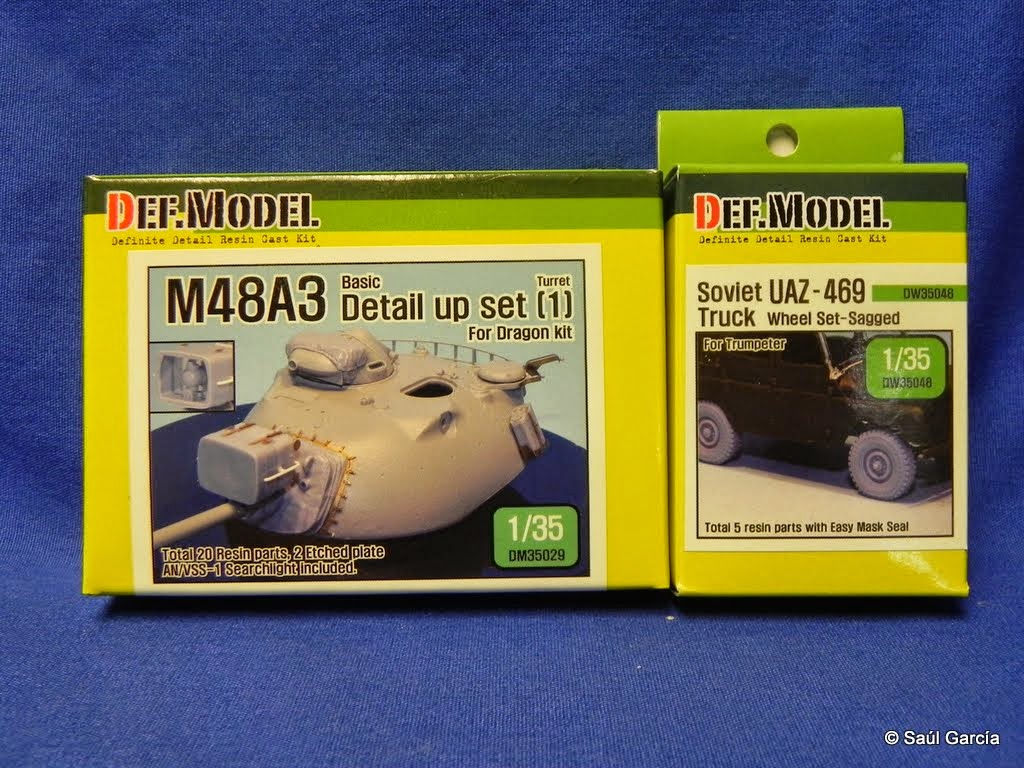 DEF.MODEL
Definite Detail Resin Cast Kit
M48A3 Basic Turret
Detail up set (1)
For Dragon kit
1/35
DM35029
Total 20 Resin parts, 2 Etched plate
AN/VSS-1 Searchlight included.
DEF.MODEL
Definite Detail Resin Cast Kit
Soviet UAZ-469 DW35048
Truck Wheel Set-Sagged
For Trumpeter
1/35
DW35048
Total 5 resin parts with Easy Mask Seal
© Saúl García